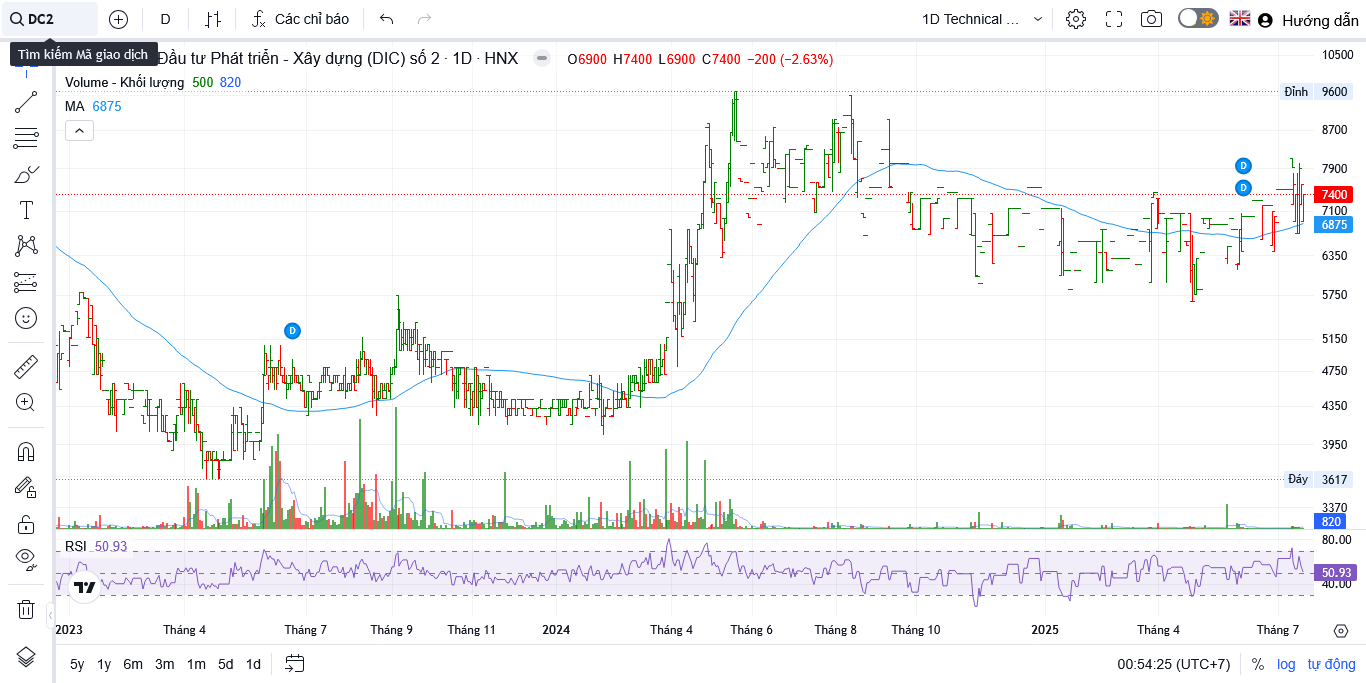 DC2 D Các chỉ báo 1D Technical ... Hướng dẫn
Tìm kiếm Mã giao dịch
Đầu tư Phát triển - Xây dựng (DIC) số 2 · 1D · HNX O6900 H7400 L6900 C7400 −200 (−2.63%)
Volume - Khối lượng 500 820
MA 6875
10500
Đỉnh 9600
8700
7900
7400
7100
6875
6350
5750
5150
4750
4350
3950
Đáy 3617
3370
820
D
D
D
RSI 50.93
80.00
50.93
40.00
2023 Tháng 4 Tháng 7 Tháng 9 Tháng 11 2024 Tháng 4 Tháng 6 Tháng 8 Tháng 10 2025 Tháng 4 Tháng 7
5y 1y 6m 3m 1m 5d 1d 00:54:25 (UTC+7) % log tự động